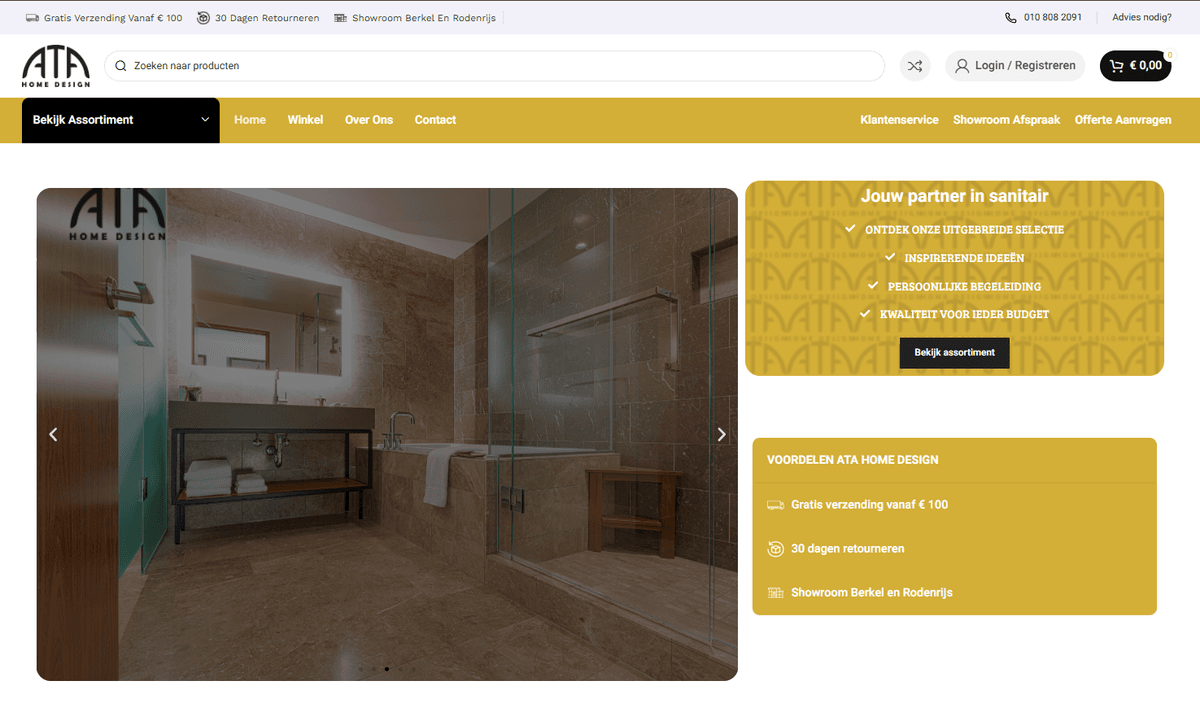 Gratis Verzending Vanaf € 100
30 Dagen Retourneren
Showroom Berkel En Rodenrijs
010 808 2091
Advies nodig?
ATA
HOME DESIGN
Zoeken naar producten
Login / Registreren
€ 0,00
0
Bekijk Assortiment
Home
Winkel
Over Ons
Contact
Klantenservice
Showroom Afspraak
Offerte Aanvragen
ATA
HOME DESIGN
Jouw partner in sanitair
ONTDEK ONZE UITGEBREIDE SELECTIE
INSPIRERENDE IDEEËN
PERSOONLIJKE BEGELEIDING
KWALITEIT VOOR IEDER BUDGET
Bekijk assortiment
VOORDELEN ATA HOME DESIGN
Gratis verzending vanaf € 100
30 dagen retourneren
Showroom Berkel en Rodenrijs